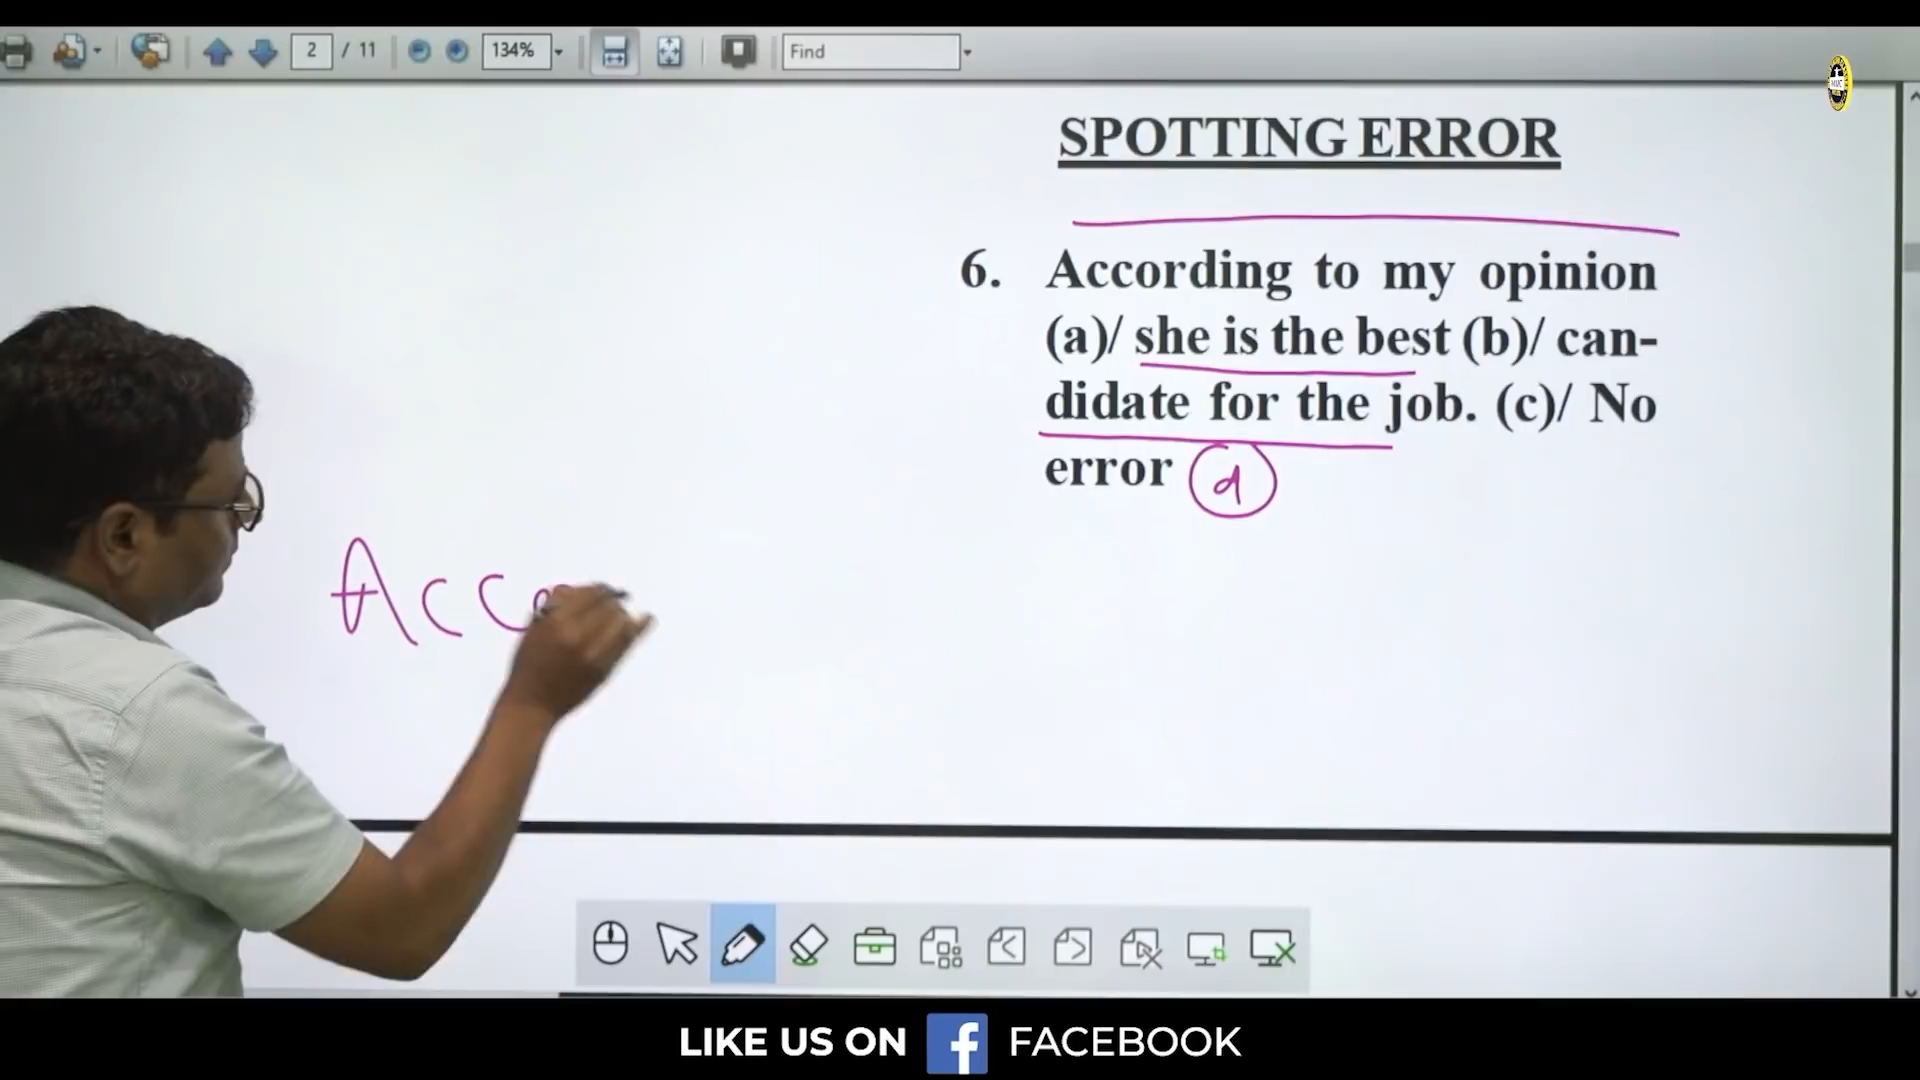 2 / 11 134% Find
SPOTTING ERROR
6. According to my opinion
(a)/ she is the best (b)/ can-
didate for the job. (c)/ No
error d
Acco
LIKE US ON f FACEBOOK